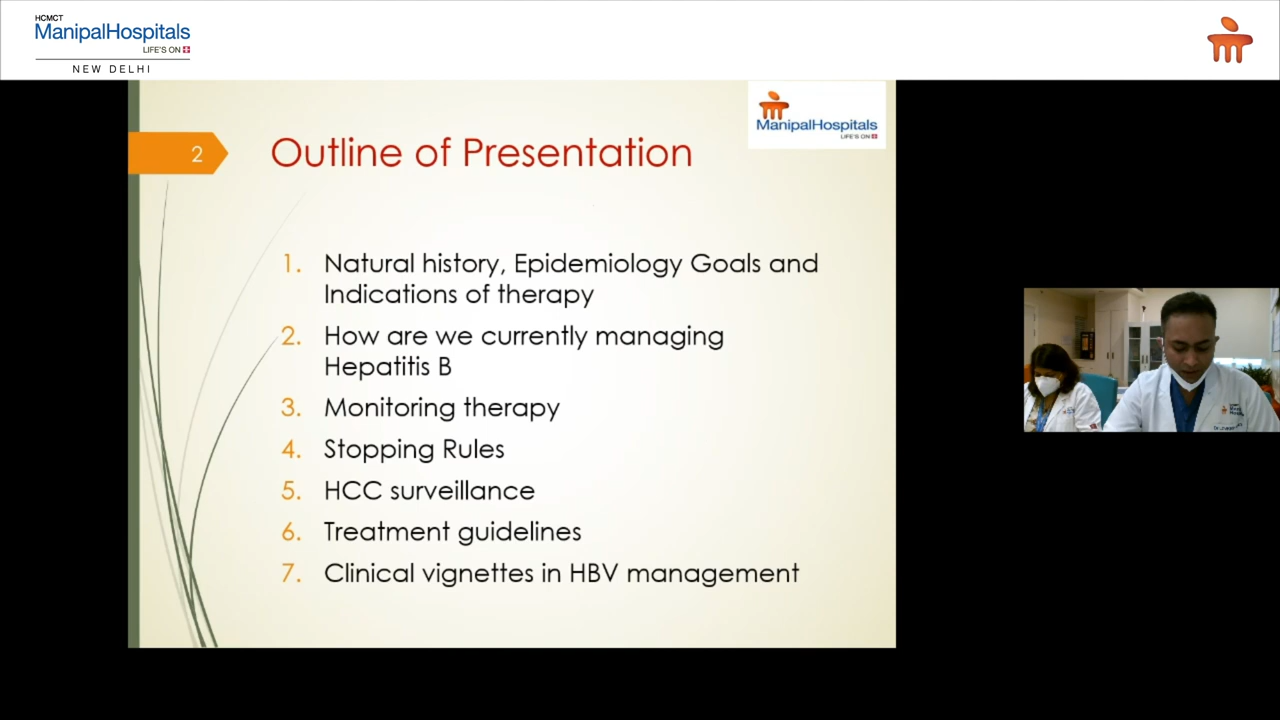 HCMCT
ManipalHospitals
LIFE'S ON
NEW DELHI
ManipalHospitals
LIFE'S ON
2
Outline of Presentation
1. Natural history, Epidemiology Goals and
Indications of therapy
2. How are we currently managing
Hepatitis B
3. Monitoring therapy
4. Stopping Rules
5. HCC surveillance
6. Treatment guidelines
7. Clinical vignettes in HBV management